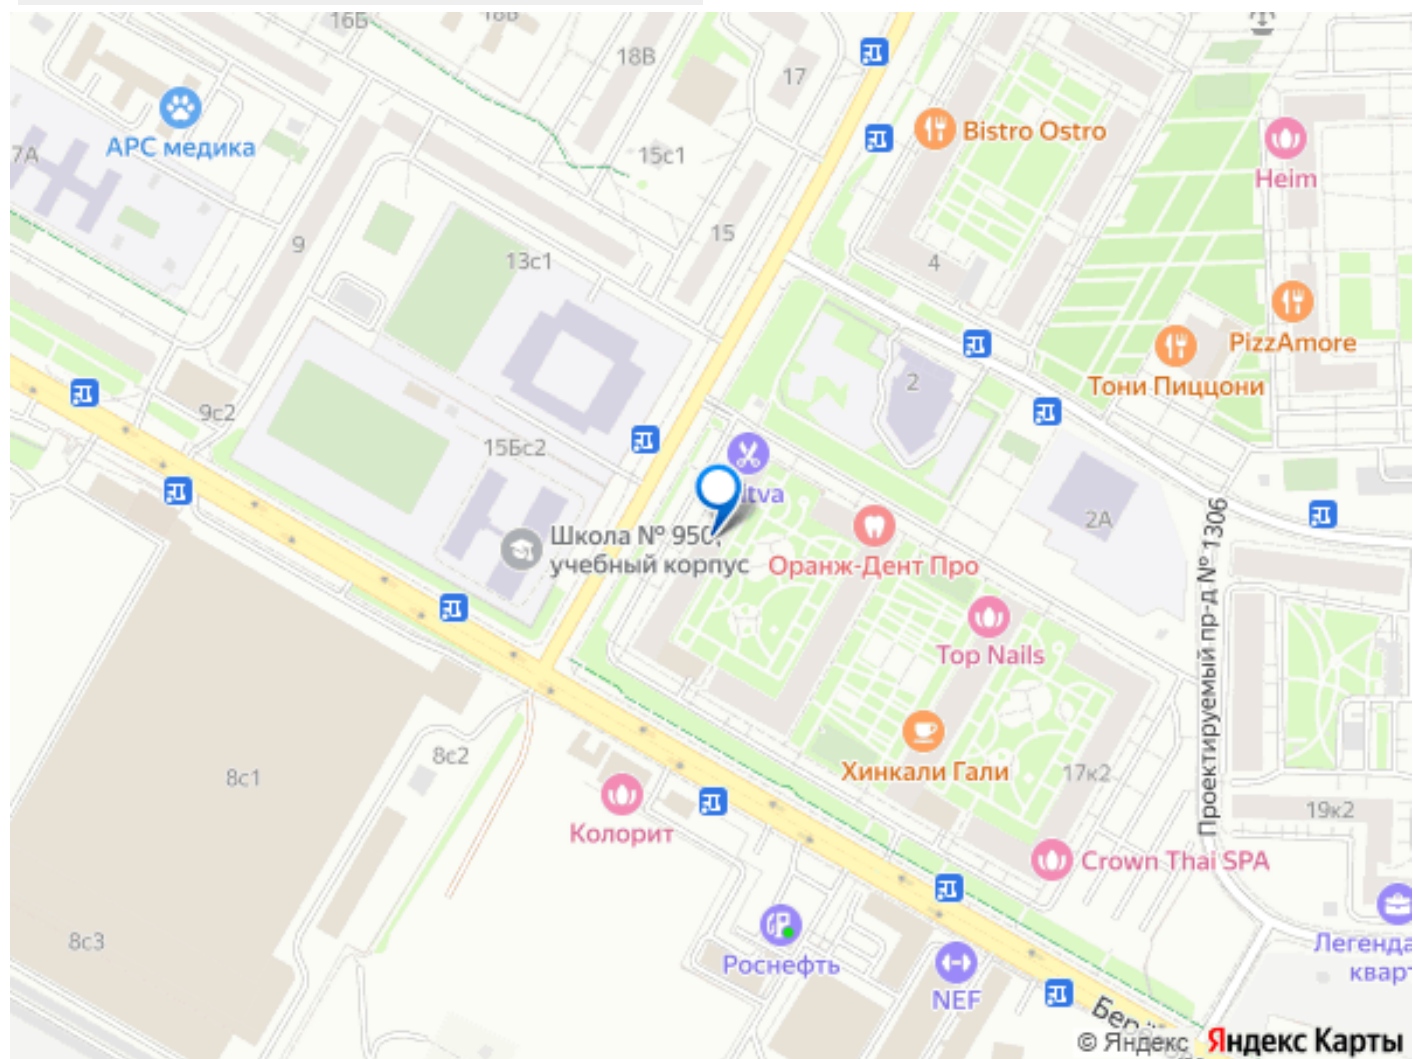 16Б
18Б
18В
17
7А
АРС медика
Bistro Ostro
15с1
Heim
9
13с1
15
4
PizzAmore
Тони Пиццони
2
9с2
15Бс2
2А
Школа № 950,
учебный корпус
Оранж-Дент Про
Проектируемый пр-д № 1306
Top Nails
8с2
8с1
Хинкали Гали
17к2
19к2
Колорит
Crown Thai SPA
8с3
Роснефть
NEF
© Яндекс Яндекс Карты